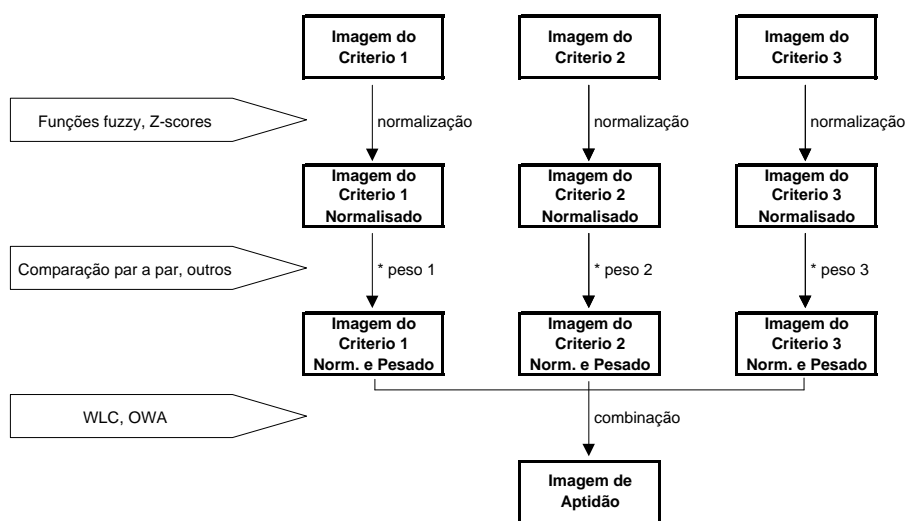 Imagem do
Criterio 1
Imagem do
Criterio 2
Imagem do
Criterio 3
Funções fuzzy, Z-scores
normalização
normalização
normalização
Imagem do
Criterio 1
Normalisado
Imagem do
Criterio 2
Normalisado
Imagem do
Criterio 3
Normalisado
Comparação par a par, outros
* peso 1
* peso 2
* peso 3
Imagem do
Criterio 1
Norm. e Pesado
Imagem do
Criterio 2
Norm. e Pesado
Imagem do
Criterio 3
Norm. e Pesado
WLC, OWA
combinação
Imagem de
Aptidão